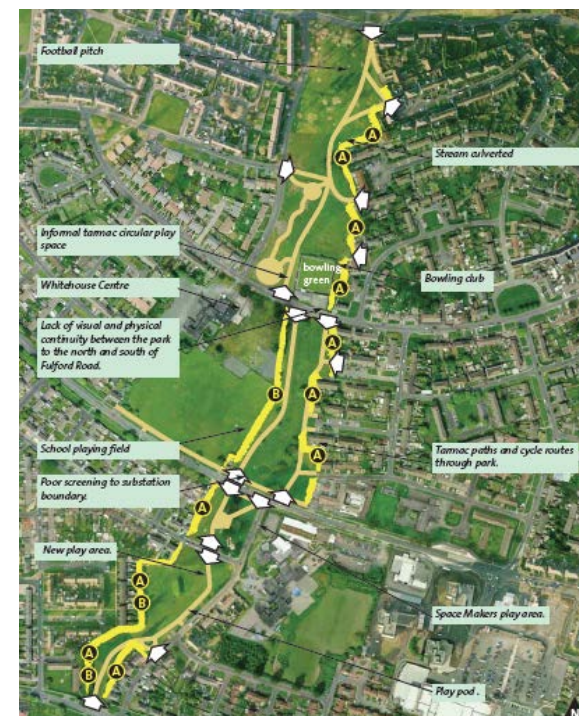 Football pitch
A
A
Stream culverted
A
Informal tarmac circular play
space
bowling
green
Bowling club
Whitehouse Centre
A
Lack of visual and physical
continuity between the park
to the north and south of
Fulford Road.
A
B
A
School playing field
A
Tarmac paths and cycle routes
through park.
Poor screening to substation
boundary.
A
New play area.
A
B
Space Makers play area.
A
B
A
Play pod .
N